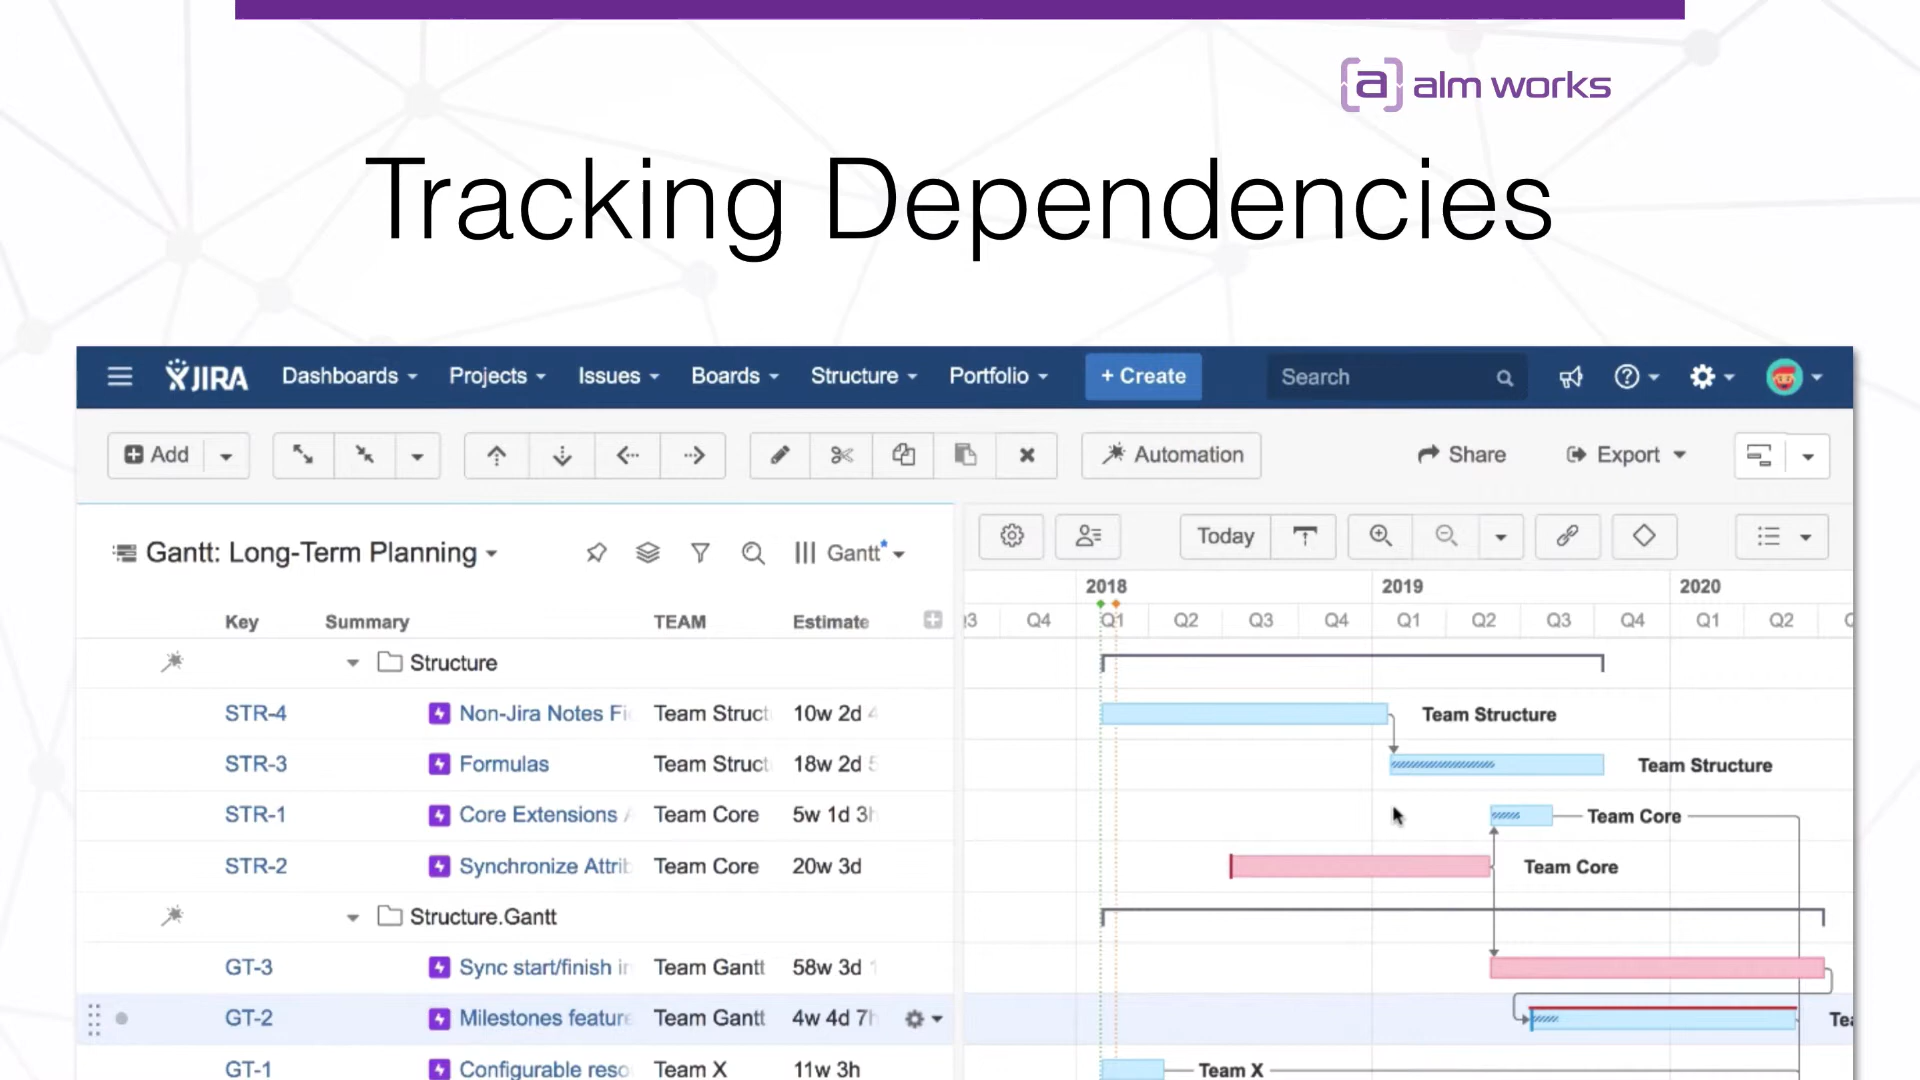 [a] alm works
Tracking Dependencies
JIRA Dashboards Projects Issues Boards Structure Portfolio + Create Search
Add Automation Share Export
Gantt: Long-Term Planning Gantt* Today
2018 2019 2020
Key Summary TEAM Estimate Q4 Q1 Q2 Q3 Q4 Q1 Q2 Q3 Q4 Q1 Q2
Structure
STR-4 Non-Jira Notes Team Struct 10w 2d Team Structure
STR-3 Formulas Team Struct 18w 2d Team Structure
STR-1 Core Extensions Team Core 5w 1d 3h Team Core
STR-2 Synchronize Attrib Team Core 20w 3d Team Core
Structure.Gantt
GT-3 Sync start/finish Team Gantt 58w 3d
GT-2 Milestones feature Team Gantt 4w 4d 7h
GT-1 Configurable reso Team X 11w 3h Team X